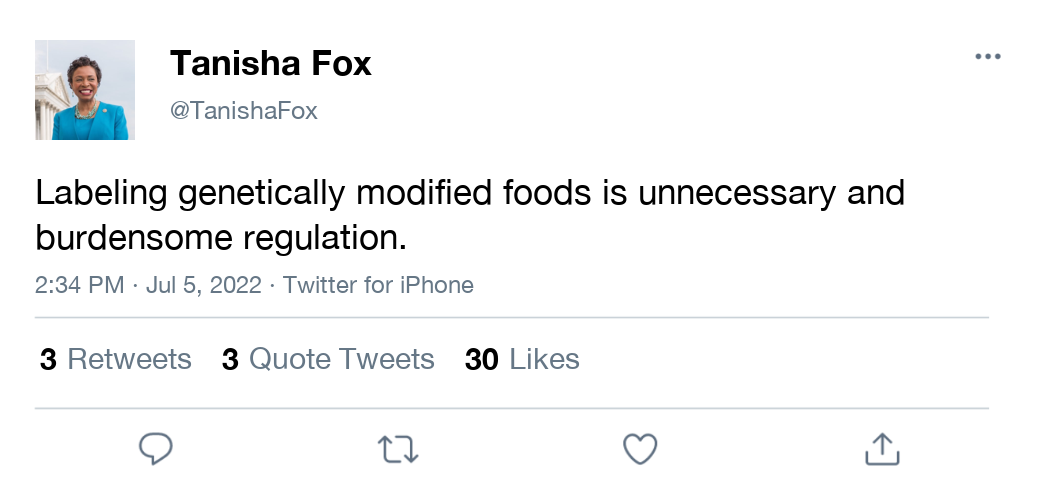 Tanisha Fox
@TanishaFox
Labeling genetically modified foods is unnecessary and
burdensome regulation.
2:34 PM · Jul 5, 2022 · Twitter for iPhone
3 Retweets 3 Quote Tweets 30 Likes